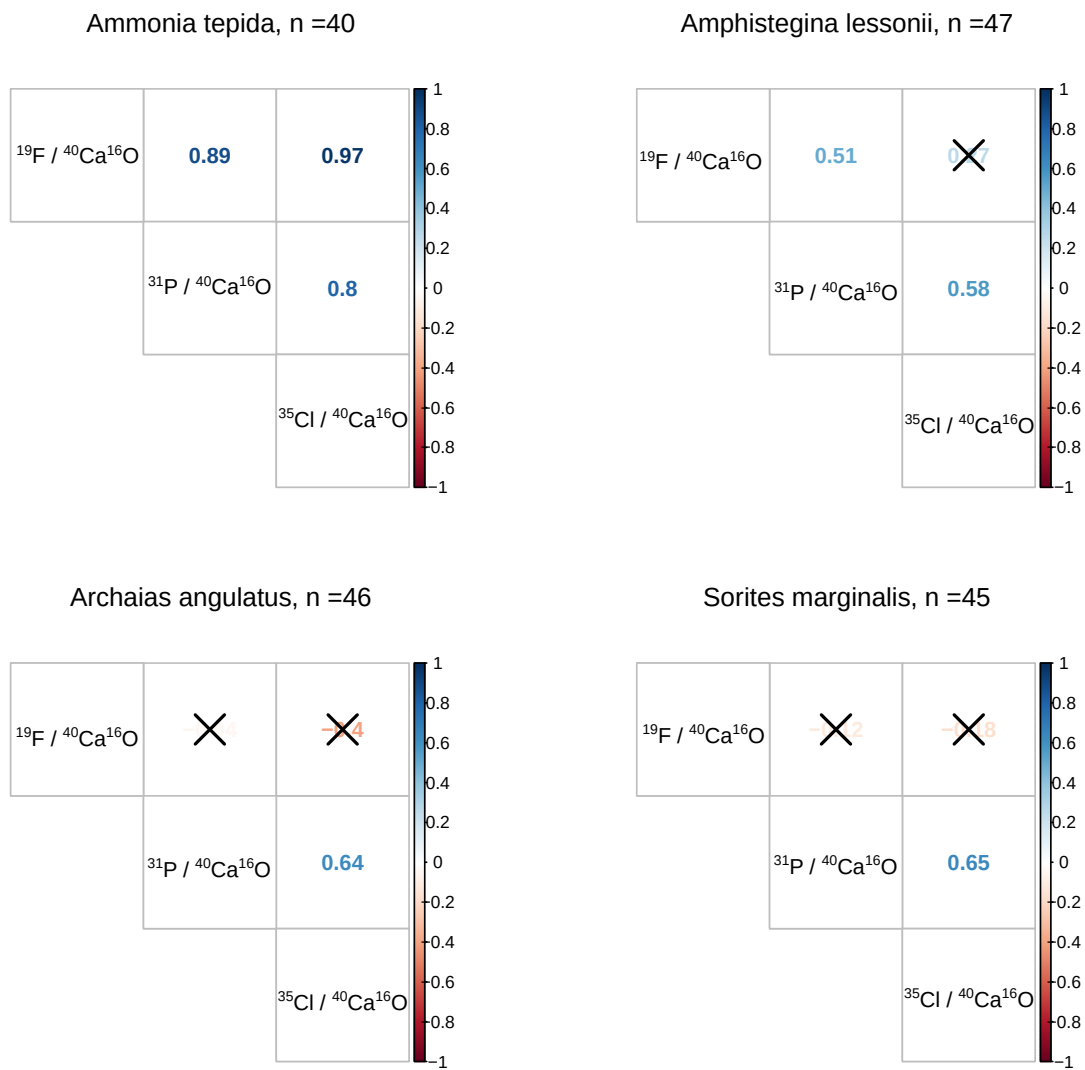 Ammonia tepida, n =40
¹⁹F / ⁴⁰Ca¹⁶O 0.89 0.97
³¹P / ⁴⁰Ca¹⁶O 0.8
³⁵Cl / ⁴⁰Ca¹⁶O
1
0.8
0.6
0.4
0.2
0
−0.2
−0.4
−0.6
−0.8
−1
Amphistegina lessonii, n =47
¹⁹F / ⁴⁰Ca¹⁶O 0.51
³¹P / ⁴⁰Ca¹⁶O 0.58
³⁵Cl / ⁴⁰Ca¹⁶O
1
0.8
0.6
0.4
0.2
0
−0.2
−0.4
−0.6
−0.8
−1
Archaias angulatus, n =46
¹⁹F / ⁴⁰Ca¹⁶O −0.4
³¹P / ⁴⁰Ca¹⁶O 0.64
³⁵Cl / ⁴⁰Ca¹⁶O
1
0.8
0.6
0.4
0.2
0
−0.2
−0.4
−0.6
−0.8
−1
Sorites marginalis, n =45
¹⁹F / ⁴⁰Ca¹⁶O −0.12 −0.18
³¹P / ⁴⁰Ca¹⁶O 0.65
³⁵Cl / ⁴⁰Ca¹⁶O
1
0.8
0.6
0.4
0.2
0
−0.2
−0.4
−0.6
−0.8
−1